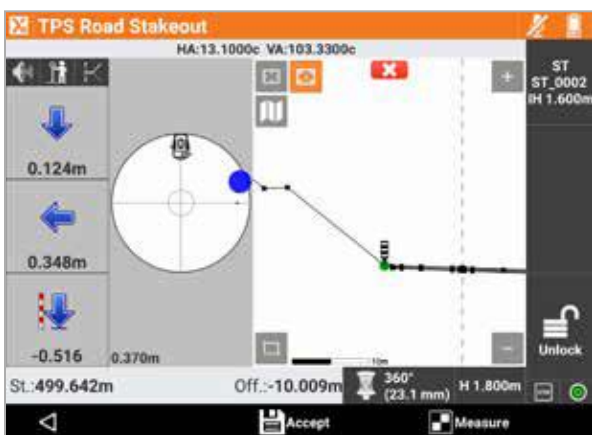 TPS Road Stakeout
HA:13.1000c VA:103.3300c
ST
ST_0002
IH 1.600m
0.124m
0.348m
-0.516
0.370m
10m
Unlock
St.:499.642m
Off.:-10.009m
360°
(23.1 mm)
H 1.800m
Accept
Measure